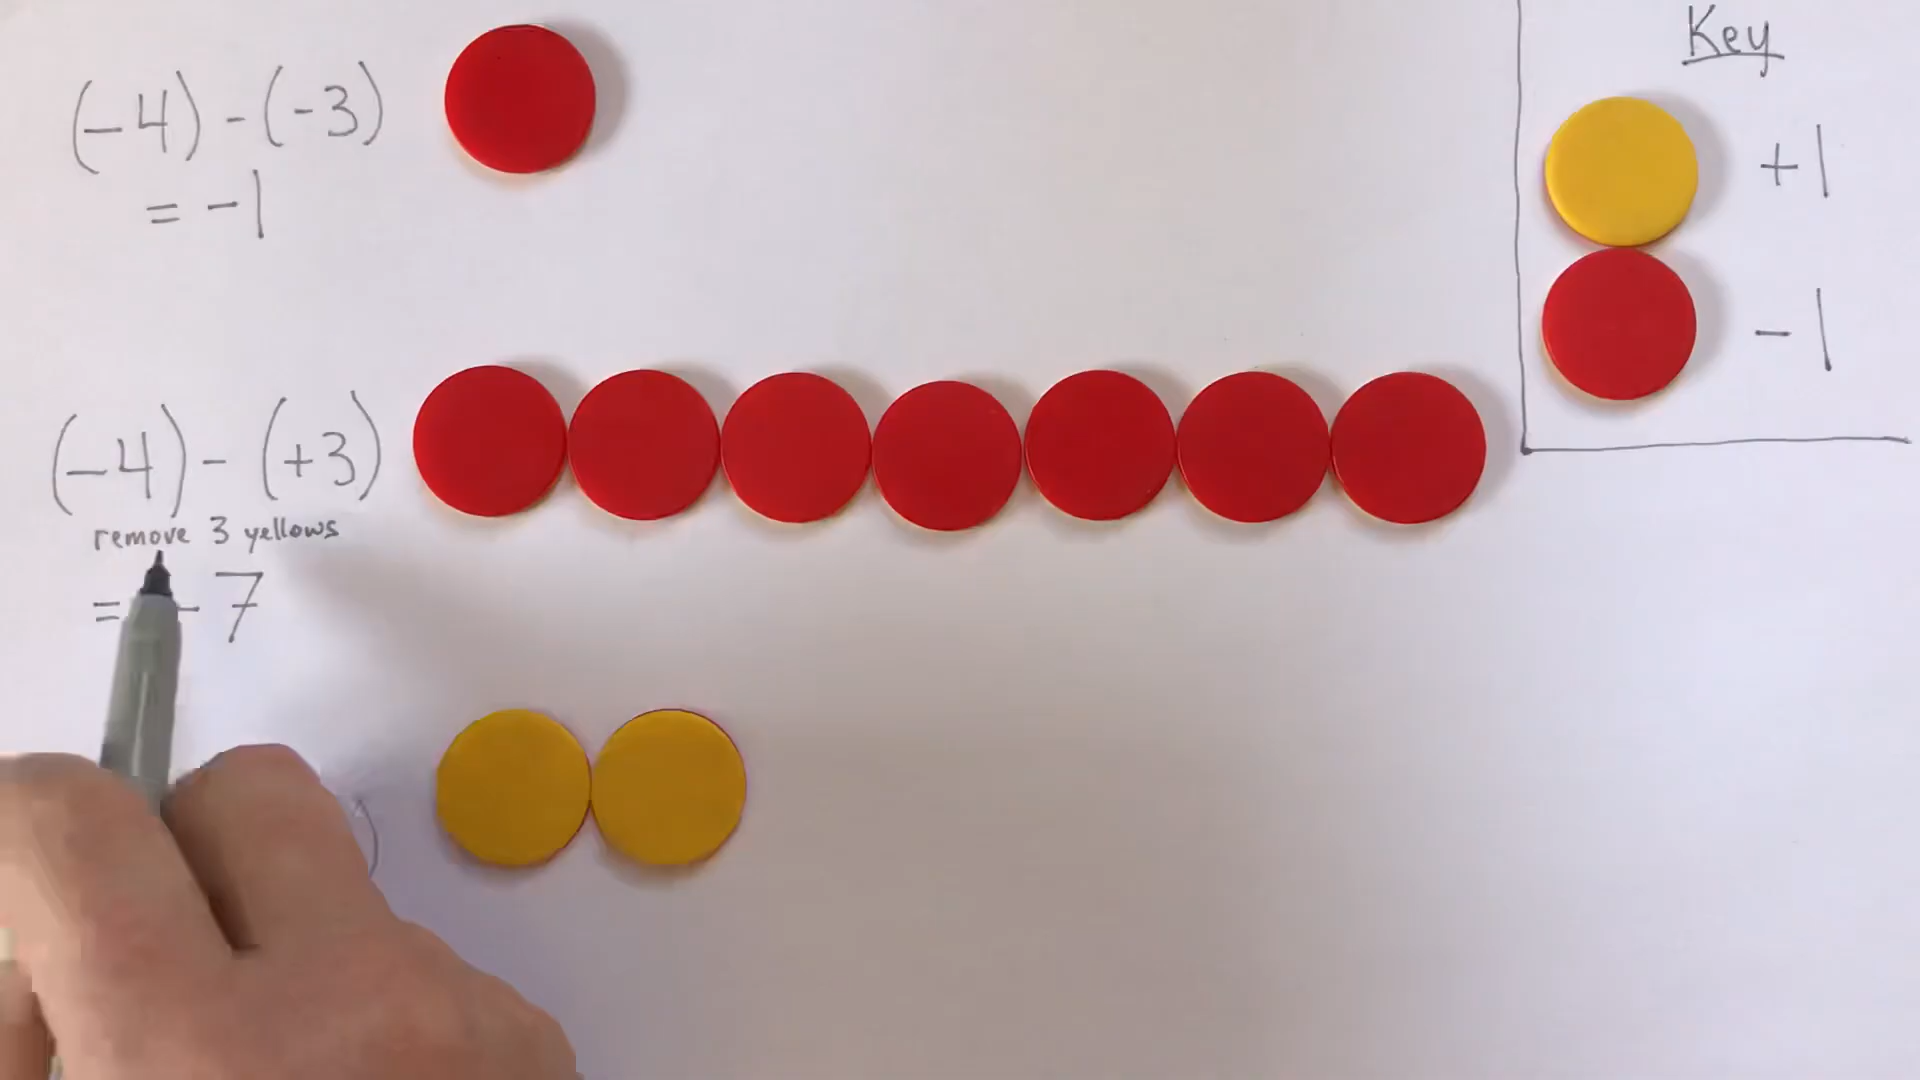 (-4) - (-3)
= -1
(-4) - (+3)
remove 3 yellows
= - 7
)
Key
+1
-1